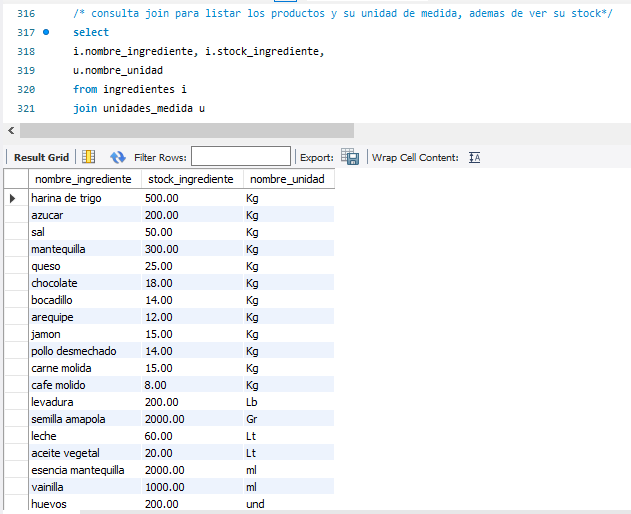 316 /* consulta join para listar los productos y su unidad de medida, ademas de ver su stock*/
317 select
318 i.nombre_ingrediente, i.stock_ingrediente,
319 u.nombre_unidad
320 from ingredientes i
321 join unidades_medida u
Result Grid Filter Rows: Export: Wrap Cell Content: IA
nombre_ingrediente stock_ingrediente nombre_unidad
harina de trigo 500.00 Kg
azucar 200.00 Kg
sal 50.00 Kg
mantequilla 300.00 Kg
queso 25.00 Kg
chocolate 18.00 Kg
bocadillo 14.00 Kg
arequipe 12.00 Kg
jamon 15.00 Kg
pollo desmechado 14.00 Kg
carne molida 15.00 Kg
cafe molido 8.00 Kg
levadura 200.00 Lb
semilla amapola 2000.00 Gr
leche 60.00 Lt
aceite vegetal 20.00 Lt
esencia mantequilla 2000.00 ml
vainilla 1000.00 ml
huevos 200.00 und